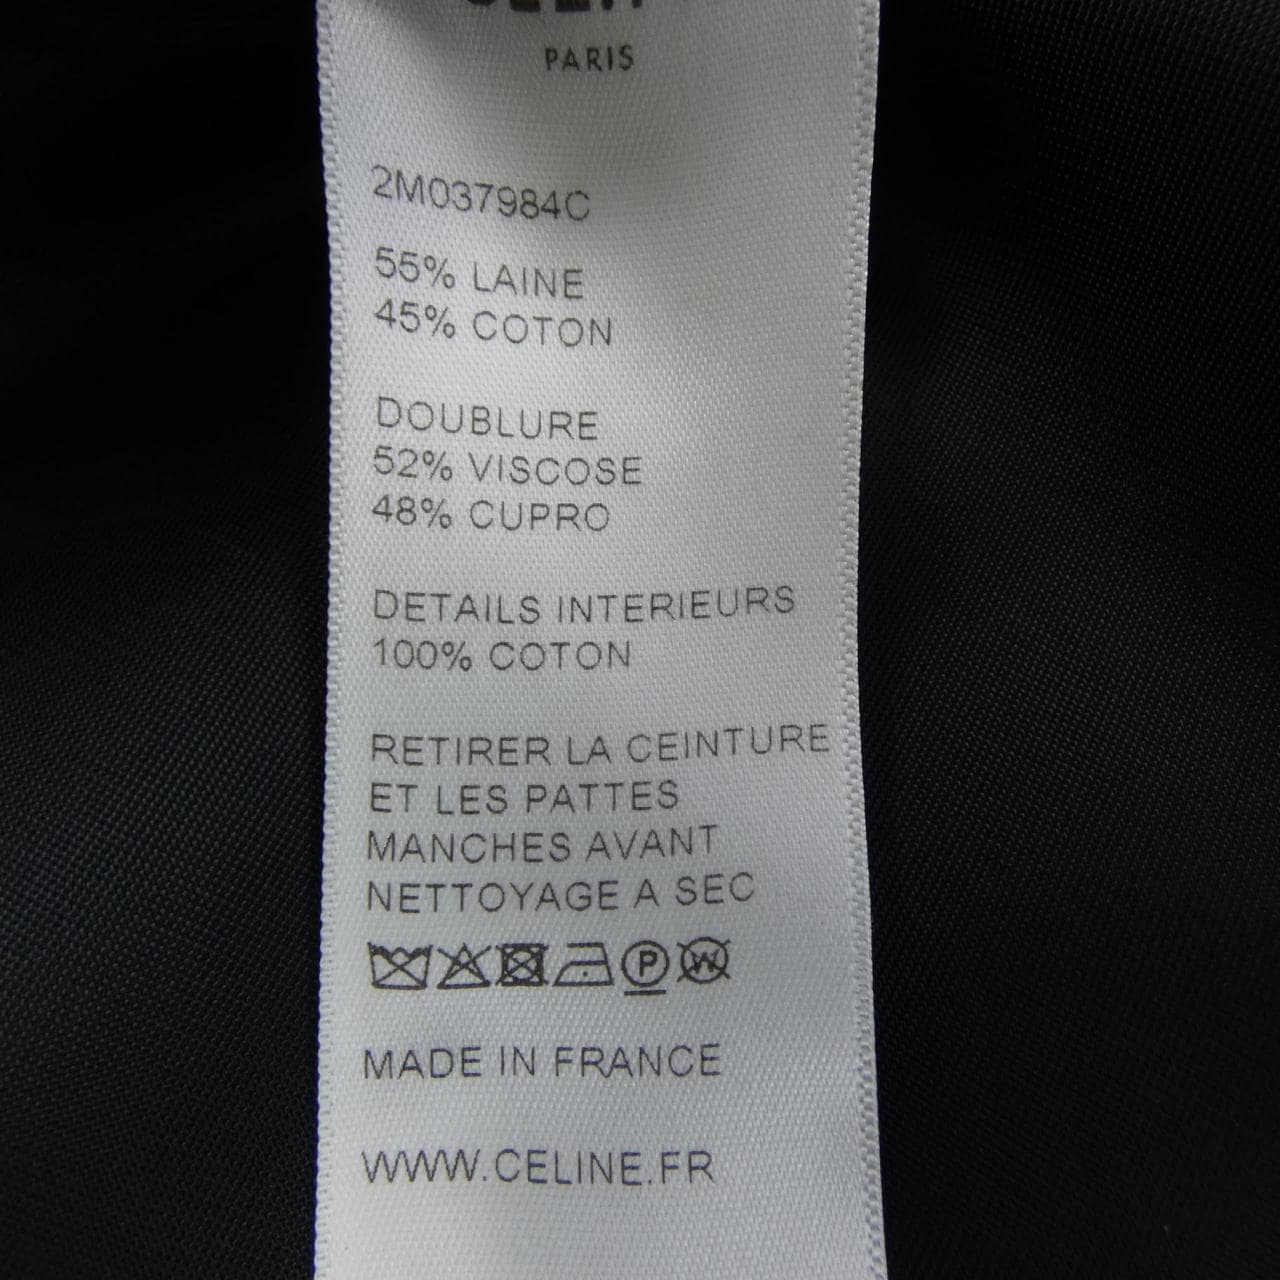 PARIS
2M037984C
55% LAINE
45% COTON
DOUBLURE
52% VISCOSE
48% CUPRO
DETAILS INTERIEURS
100% COTON
RETIRER LA CEINTURE
ET LES PATTES
MANCHES AVANT
NETTOYAGE A SEC
P W
MADE IN FRANCE
WWW.CELINE.FR